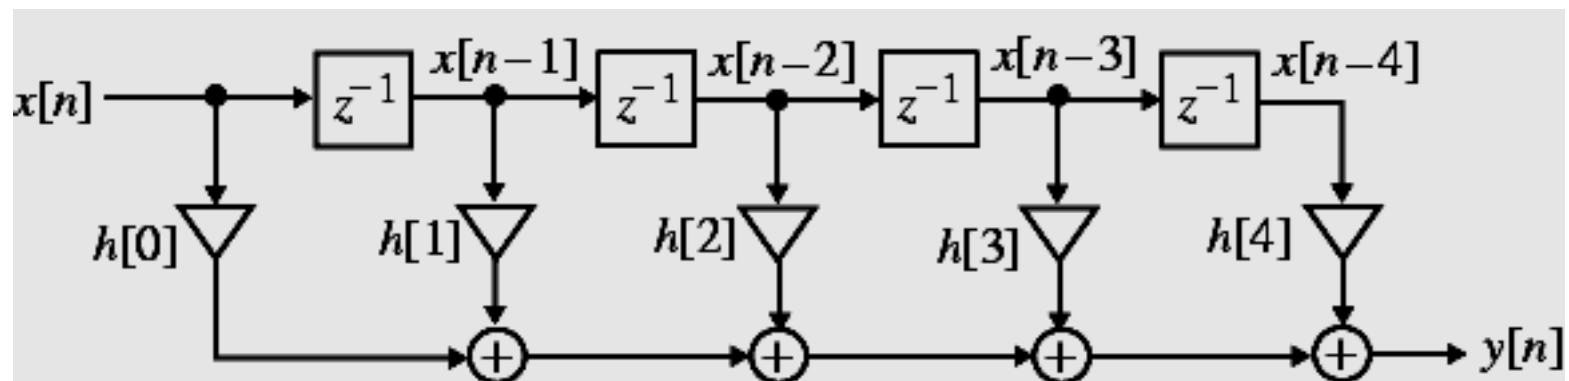 x[n−1] x[n−2] x[n−3] x[n−4]
x[n] z⁻¹ z⁻¹ z⁻¹ z⁻¹
h[0] h[1] h[2] h[3] h[4]
+ + + + y[n]